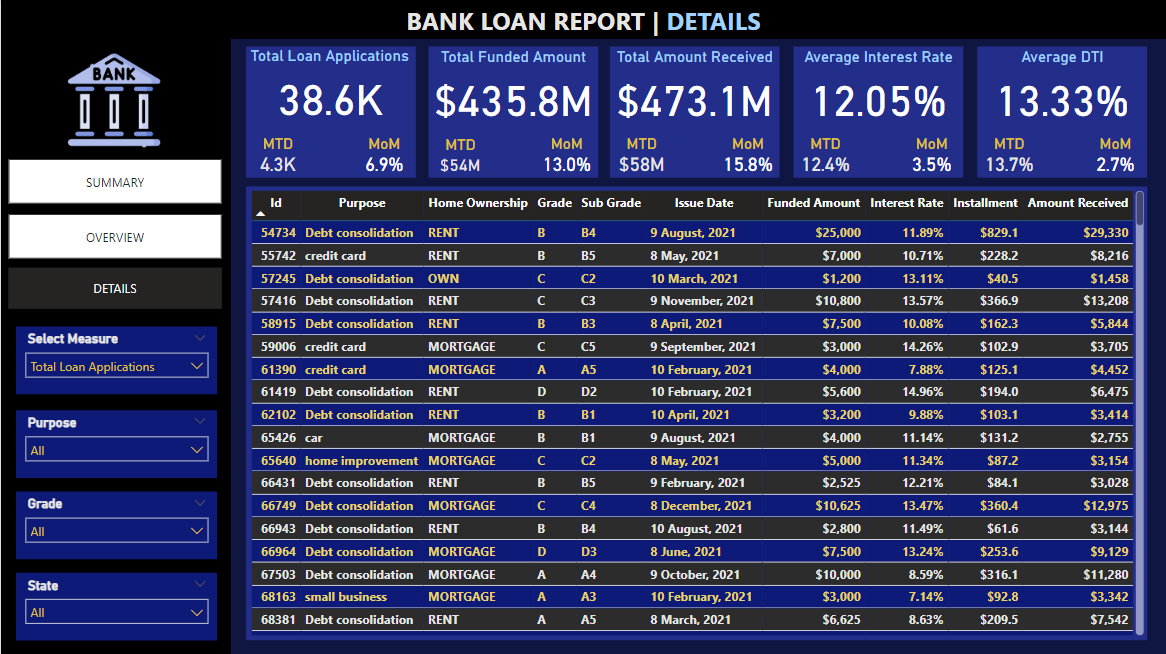 BANK LOAN REPORT | DETAILS
BANK
SUMMARY
OVERVIEW
DETAILS
Select Measure
Total Loan Applications
Purpose
All
Grade
All
State
All
Total Loan Applications
38.6K
MTD MoM
4.3K 6.9%
Total Funded Amount
$435.8M
MTD MoM
$54M 13.0%
Total Amount Received
$473.1M
MTD MoM
$58M 15.8%
Average Interest Rate
12.05%
MTD MoM
12.4% 3.5%
Average DTI
13.33%
MTD MoM
13.7% 2.7%
Id Purpose Home Ownership Grade Sub Grade Issue Date Funded Amount Interest Rate Installment Amount Received
54734 Debt consolidation RENT B B4 9 August, 2021 $25,000 11.89% $829.1 $29,330
55742 credit card RENT B B5 8 May, 2021 $7,000 10.71% $228.2 $8,216
57245 Debt consolidation OWN C C2 10 March, 2021 $1,200 13.11% $40.5 $1,458
57416 Debt consolidation RENT C C3 9 November, 2021 $10,800 13.57% $366.9 $13,208
58915 Debt consolidation RENT B B3 8 April, 2021 $7,500 10.08% $162.3 $5,844
59006 credit card MORTGAGE C C5 9 September, 2021 $3,000 14.26% $102.9 $3,705
61390 credit card MORTGAGE A A5 10 February, 2021 $4,000 7.88% $125.1 $4,452
61419 Debt consolidation RENT D D2 10 February, 2021 $5,600 14.96% $194.0 $6,475
62102 Debt consolidation RENT B B1 10 April, 2021 $3,200 9.88% $103.1 $3,414
65426 car MORTGAGE B B1 9 August, 2021 $4,000 11.14% $131.2 $2,755
65640 home improvement MORTGAGE C C2 8 May, 2021 $5,000 11.34% $87.2 $3,154
66431 Debt consolidation RENT B B5 9 February, 2021 $2,525 12.21% $84.1 $3,028
66749 Debt consolidation MORTGAGE C C4 8 December, 2021 $10,625 13.47% $360.4 $12,975
66943 Debt consolidation RENT B B4 10 August, 2021 $2,800 11.49% $61.6 $3,144
66964 Debt consolidation MORTGAGE D D3 8 June, 2021 $7,500 13.24% $253.6 $9,129
67503 Debt consolidation MORTGAGE A A4 9 October, 2021 $10,000 8.59% $316.1 $11,280
68163 small business MORTGAGE A A3 10 February, 2021 $3,000 7.14% $92.8 $3,342
68381 Debt consolidation RENT A A5 8 March, 2021 $6,625 8.63% $209.5 $7,542